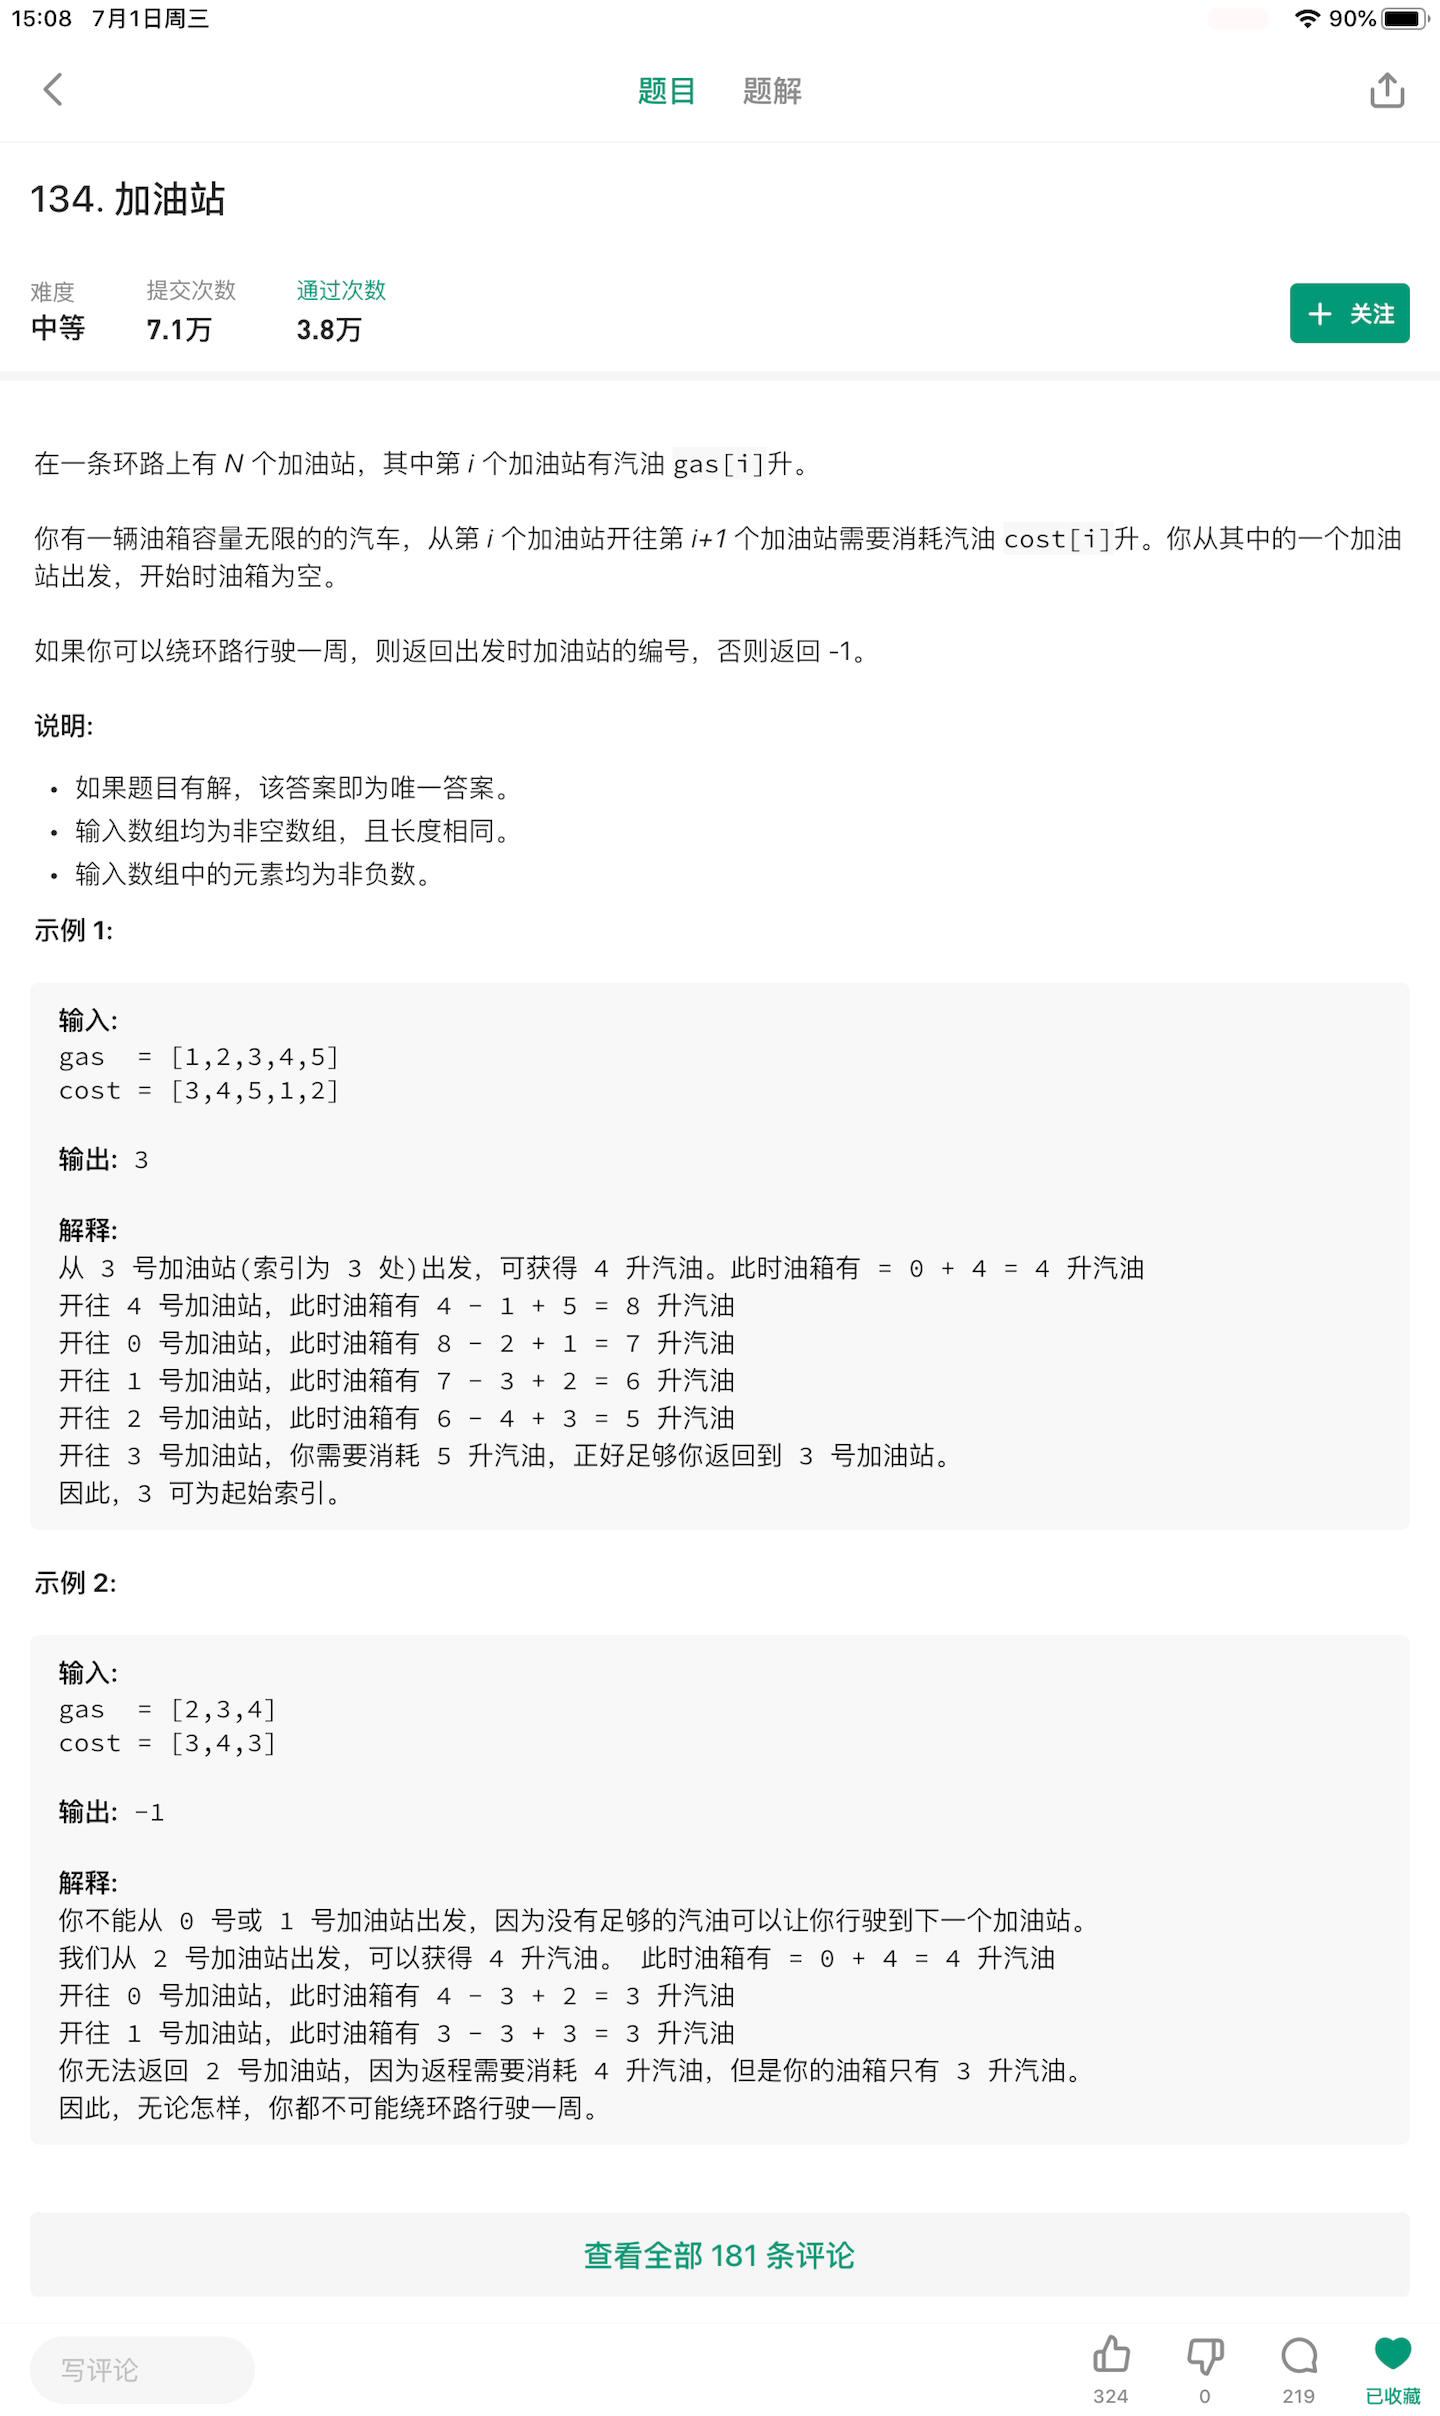 15:08 7月1日周三 90%
题目 题解
134. 加油站
难度 提交次数 通过次数
中等 7.1万 3.8万
+ 关注
在一条环路上有 N 个加油站，其中第 i 个加油站有汽油 gas[i]升。
你有一辆油箱容量无限的的汽车，从第 i 个加油站开往第 i+1 个加油站需要消耗汽油 cost[i]升。你从其中的一个加油
站出发，开始时油箱为空。
如果你可以绕环路行驶一周，则返回出发时加油站的编号，否则返回 -1。
说明:
• 如果题目有解，该答案即为唯一答案。
• 输入数组均为非空数组，且长度相同。
• 输入数组中的元素均为非负数。
示例 1:
输入:
gas  = [1,2,3,4,5]
cost = [3,4,5,1,2]
输出: 3
解释:
从 3 号加油站(索引为 3 处)出发，可获得 4 升汽油。此时油箱有 = 0 + 4 = 4 升汽油
开往 4 号加油站，此时油箱有 4 - 1 + 5 = 8 升汽油
开往 0 号加油站，此时油箱有 8 - 2 + 1 = 7 升汽油
开往 1 号加油站，此时油箱有 7 - 3 + 2 = 6 升汽油
开往 2 号加油站，此时油箱有 6 - 4 + 3 = 5 升汽油
开往 3 号加油站，你需要消耗 5 升汽油，正好足够你返回到 3 号加油站。
因此，3 可为起始索引。
示例 2:
输入:
gas  = [2,3,4]
cost = [3,4,3]
输出: -1
解释:
你不能从 0 号或 1 号加油站出发，因为没有足够的汽油可以让你行驶到下一个加油站。
我们从 2 号加油站出发，可以获得 4 升汽油。 此时油箱有 = 0 + 4 = 4 升汽油
开往 0 号加油站，此时油箱有 4 - 3 + 2 = 3 升汽油
开往 1 号加油站，此时油箱有 3 - 3 + 3 = 3 升汽油
你无法返回 2 号加油站，因为返程需要消耗 4 升汽油，但是你的油箱只有 3 升汽油。
因此，无论怎样，你都不可能绕环路行驶一周。
查看全部 181 条评论
写评论
324 0 219 已收藏